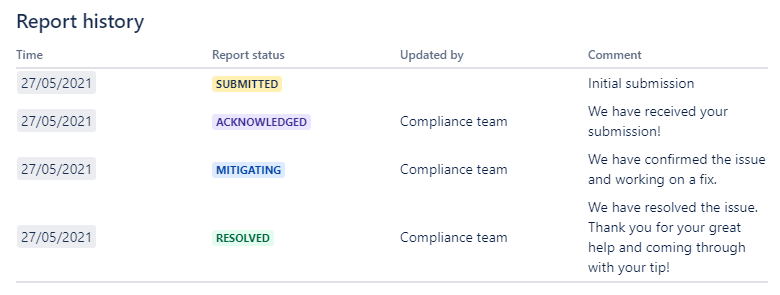 Report history
Time Report status Updated by Comment
27/05/2021 SUBMITTED Initial submission
27/05/2021 ACKNOWLEDGED Compliance team We have received your
submission!
27/05/2021 MITIGATING Compliance team We have confirmed the issue
and working on a fix.
27/05/2021 RESOLVED Compliance team We have resolved the issue.
Thank you for your great
help and coming through
with your tip!